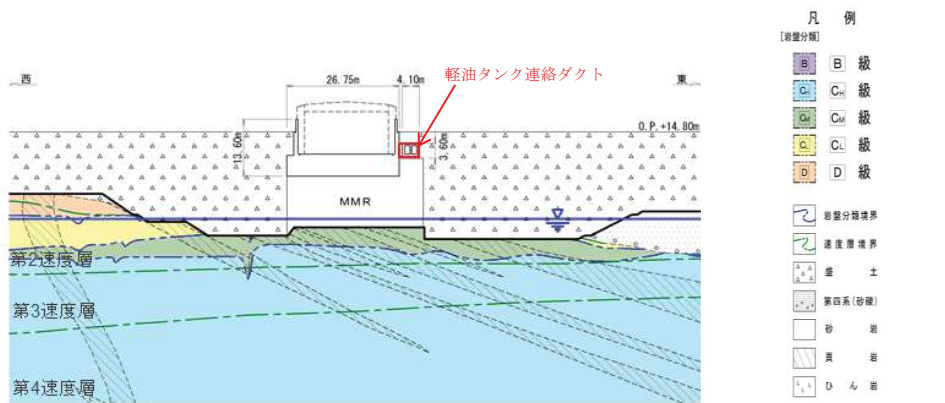 西
26.75m
4.10m
軽油タンク連絡ダクト
東
O.P.+14.80m
13.60m
3.60m
MMR
第2速度層
第3速度層
第4速度層
凡 例
[岩盤分類]
B B 級
CH CH 級
CM CM 級
CL CL 級
D D 級
岩盤分類境界
速度層境界
盛 土
第四系(砂礫)
砂 岩
頁 岩
ひ ん 岩